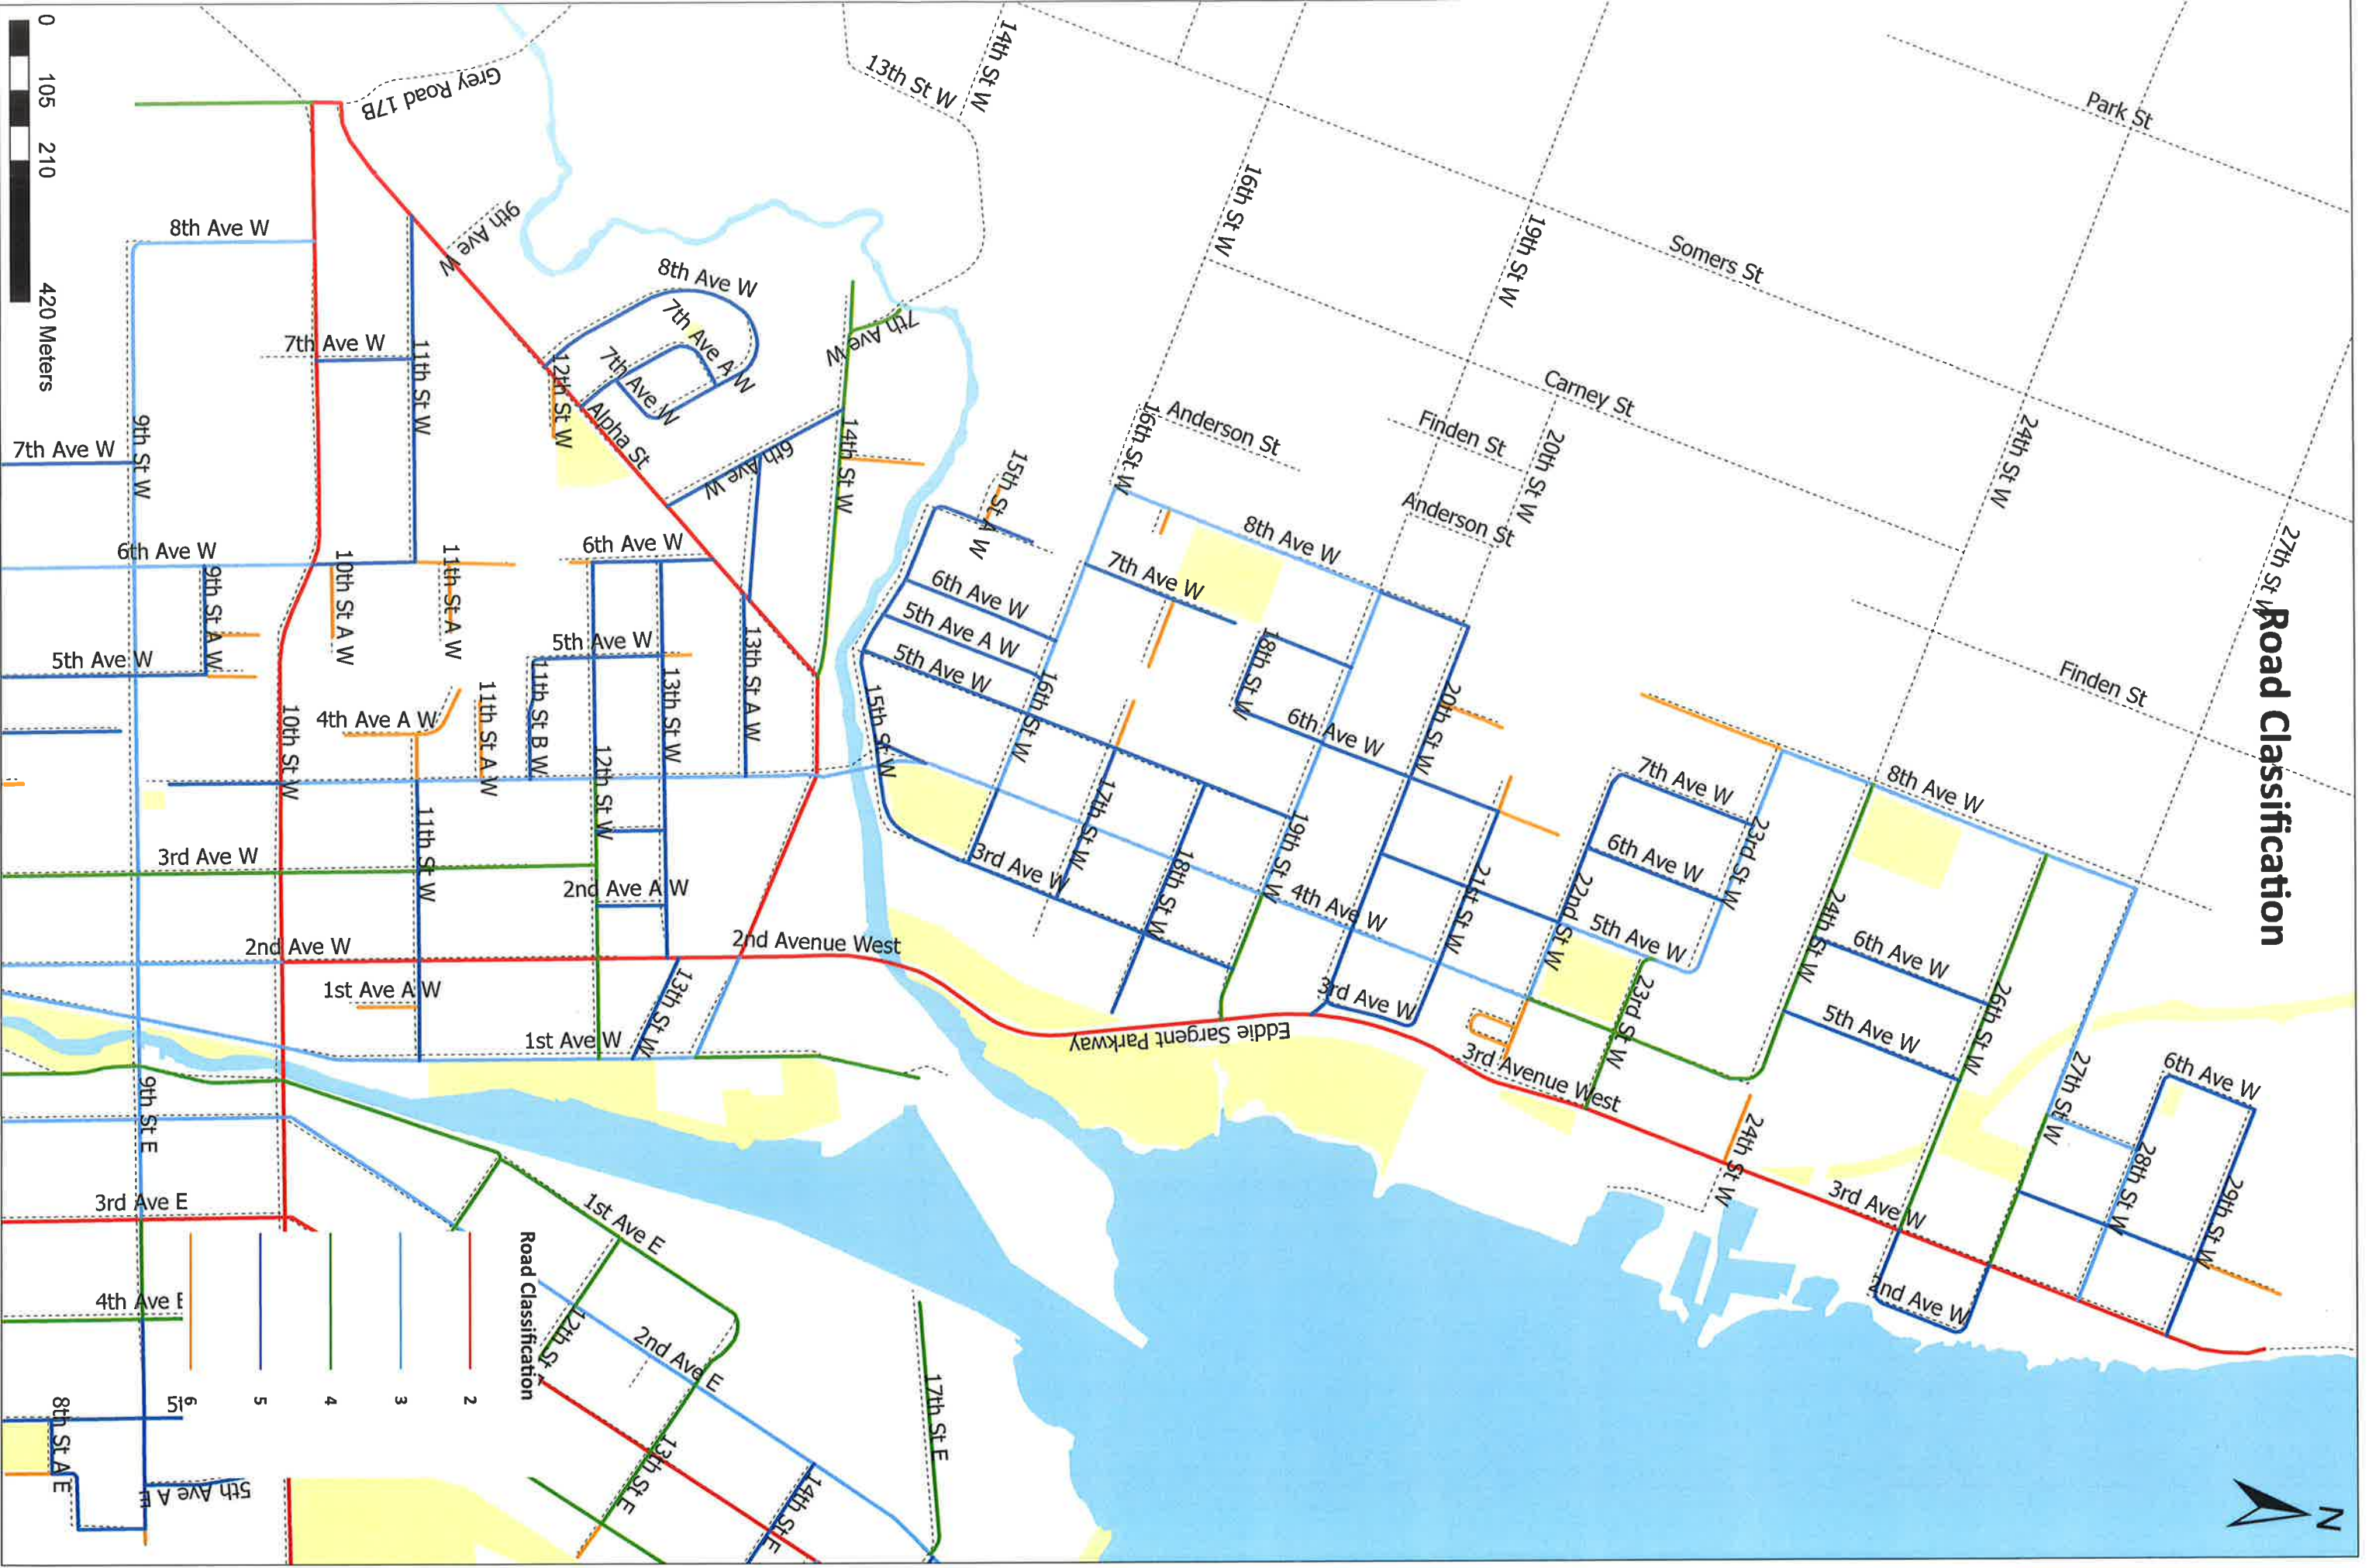 Road Classification
N
Park St
Somers St
Carney St
Finden St
Anderson St
Finden St
Anderson St
27th St W
24th St W
20th St W
19th St W
16th St W
14th St W
13th St W
Grey Road 17B
9th Ave W
8th Ave W
8th Ave W
7th Ave A W
7th Ave W
7th Ave W
7th Ave W
7th Ave W
11th St W
12th St W
Alpha St
6th Ave W
14th St W
15th St A W
16th St W
8th Ave W
7th Ave W
6th Ave W
5th Ave A W
5th Ave W
18th St W
6th Ave W
20th St W
Finden St
8th Ave W
7th Ave W
6th Ave W
5th Ave W
23rd St W
22nd St W
21st St W
24th St W
6th Ave W
5th Ave W
26th St W
27th St W
6th Ave W
28th St W
29th St W
23rd St W
24th St W
3rd Ave W
2nd Ave W
3rd Avenue West
3rd Ave W
4th Ave W
19th St W
18th St W
17th St W
16th St W
3rd Ave W
15th St W
Eddie Sargent Parkway
2nd Avenue West
9th St W
6th Ave W
9th St A W
5th Ave W
10th St A W
11th St A W
6th Ave W
5th Ave W
13th St A W
13th St W
11th St B W
11th St A W
4th Ave A W
10th St W
12th St W
11th St W
3rd Ave W
2nd Ave A W
2nd Ave W
1st Ave A W
1st Ave W
13th St W
9th St E
3rd Ave E
4th Ave E
8th St A E
5th Ave A E
1st Ave E
2nd Ave E
12th St
13th St E
14th St E
17th St E
Road Classification
2
3
4
5
6
0 105 210 420 Meters